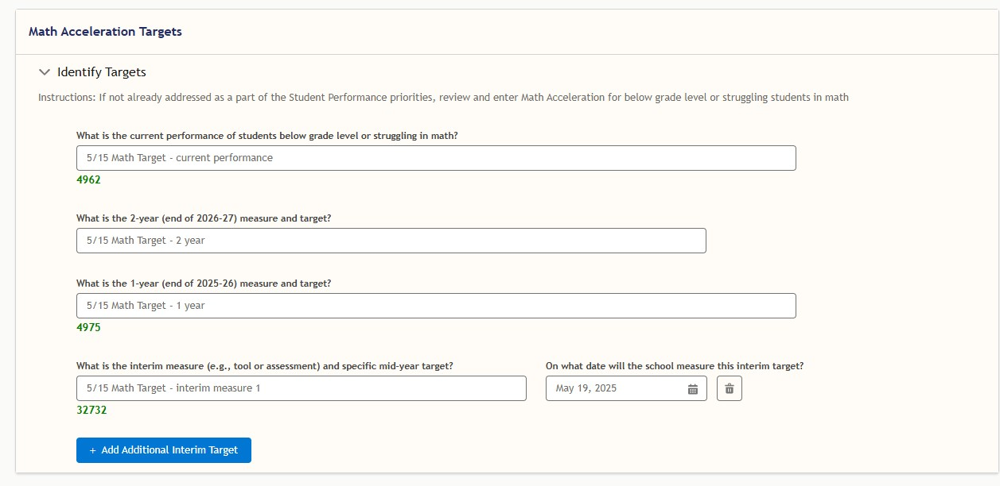 Math Acceleration Targets
Identify Targets
Instructions: If not already addressed as a part of the Student Performance priorities, review and enter Math Acceleration for below grade level or struggling students in math
What is the current performance of students below grade level or struggling in math?
5/15 Math Target - current performance
4962
What is the 2-year (end of 2026-27) measure and target?
5/15 Math Target - 2 year
What is the 1-year (end of 2025-26) measure and target?
5/15 Math Target - 1 year
4975
What is the interim measure (e.g., tool or assessment) and specific mid-year target?
On what date will the school measure this interim target?
5/15 Math Target - interim measure 1
May 19, 2025
32732
+ Add Additional Interim Target